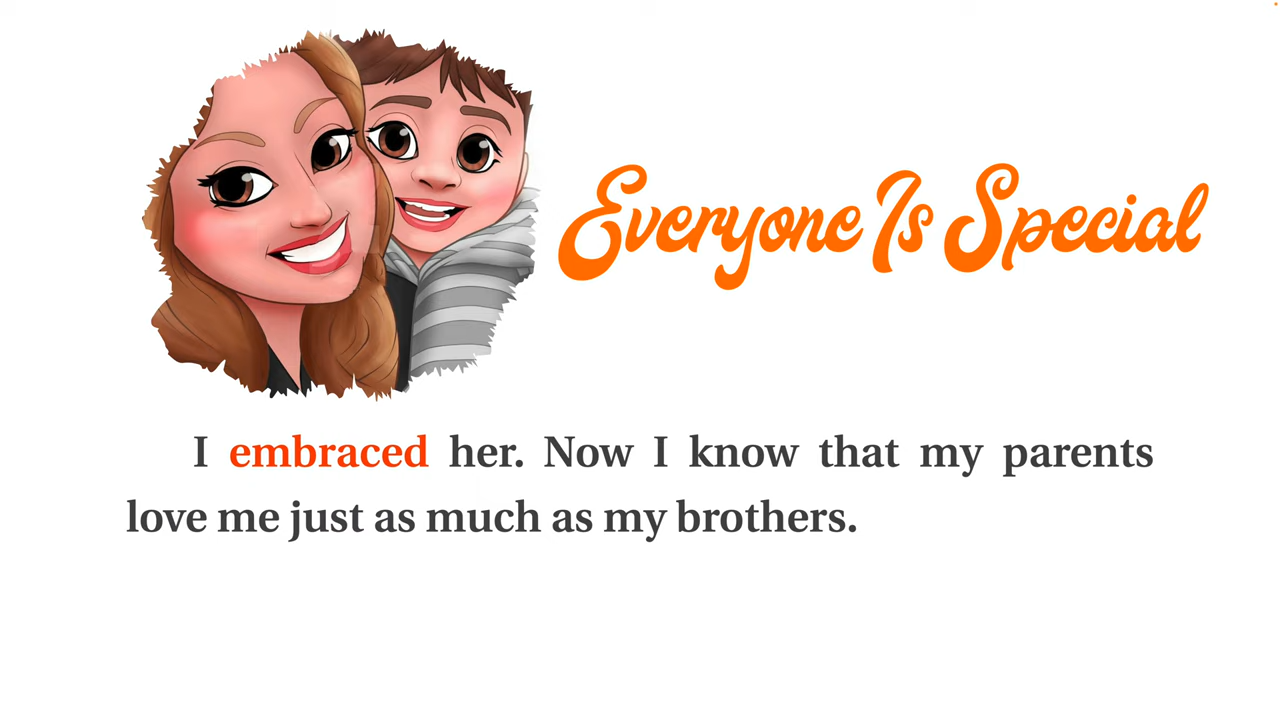 Everyone Is Special
I embraced her. Now I know that my parents
love me just as much as my brothers.